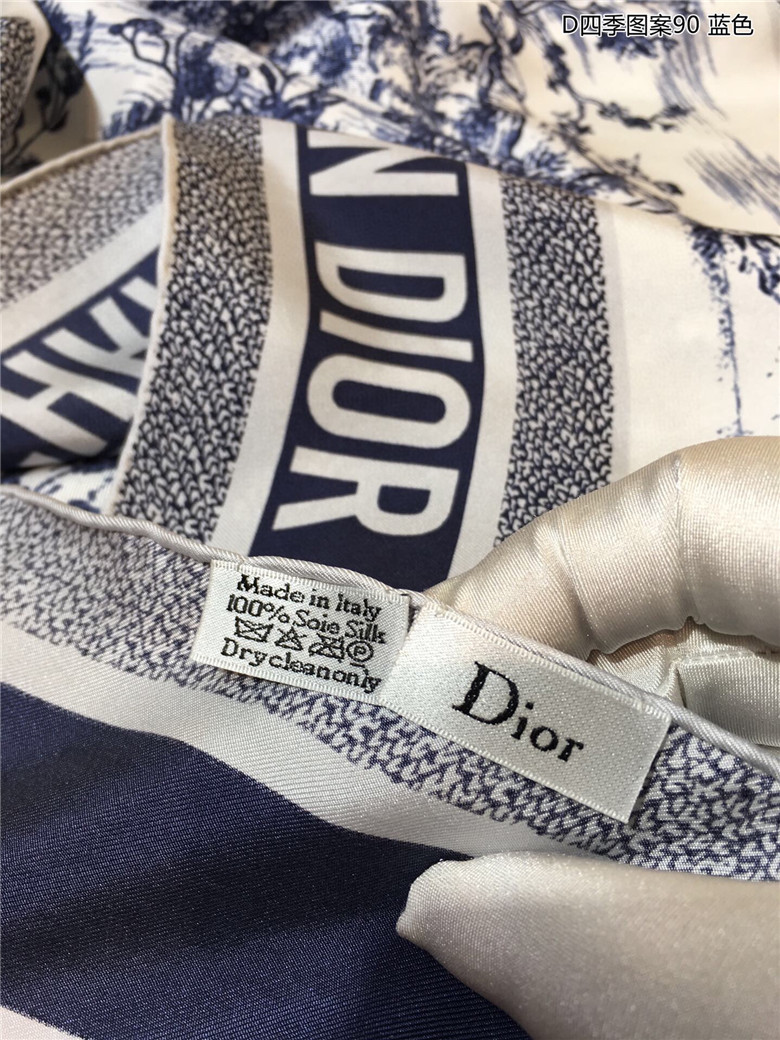 D四季图案90 蓝色
N DIOR
Made in Italy
100% Soie Silk
Dry clean only
Dior